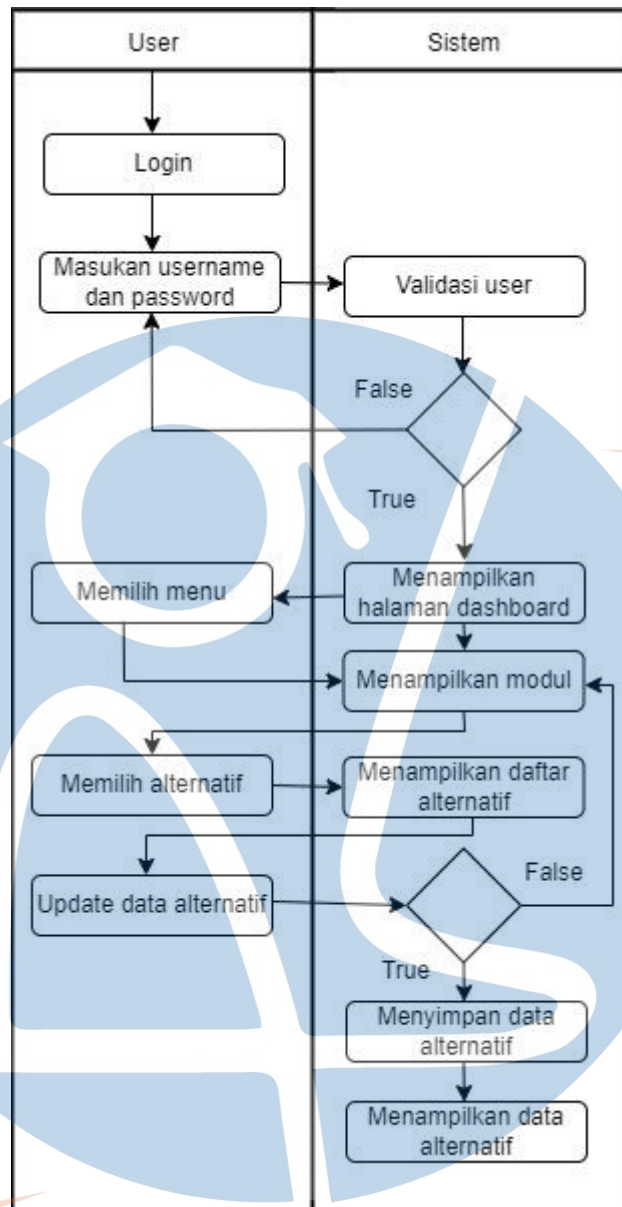 User
Sistem
Login
Masukan username
dan password
Validasi user
False
True
Menampilkan
halaman dashboard
Memilih menu
Menampilkan modul
Memilih alternatif
Menampilkan daftar
alternatif
Update data alternatif
False
True
Menyimpan data
alternatif
Menampilkan data
alternatif